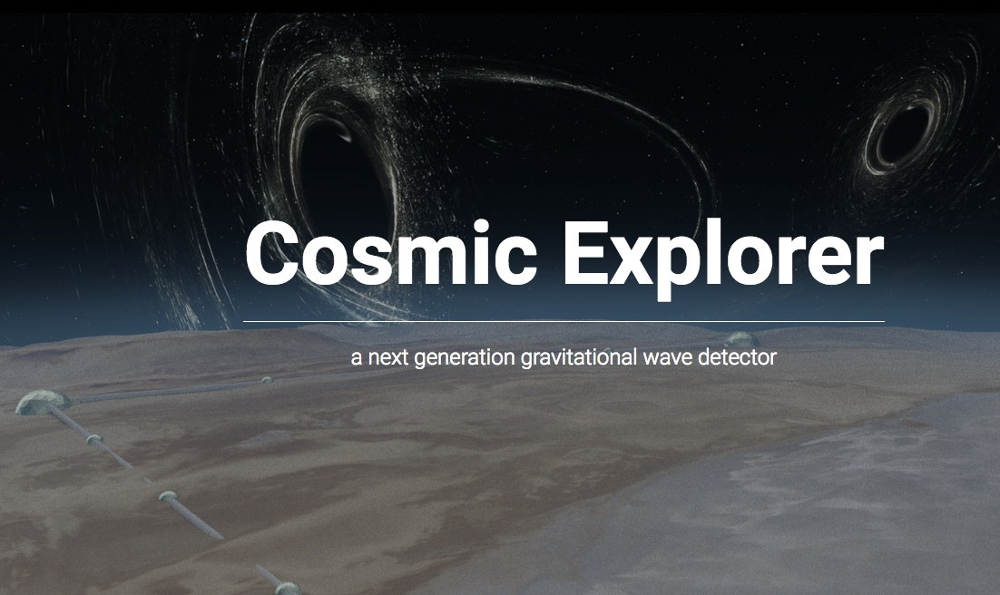 Cosmic Explorer
a next generation gravitational wave detector